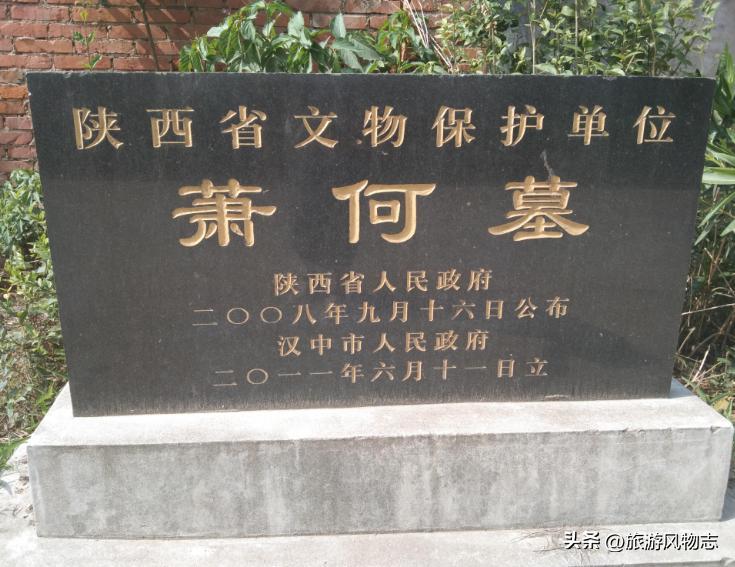 陕西省文物保护单位
萧何墓
陕西省人民政府
二〇〇八年九月十六日公布
汉中市人民政府
二〇一一年六月十一日立
头条 @旅游风物志